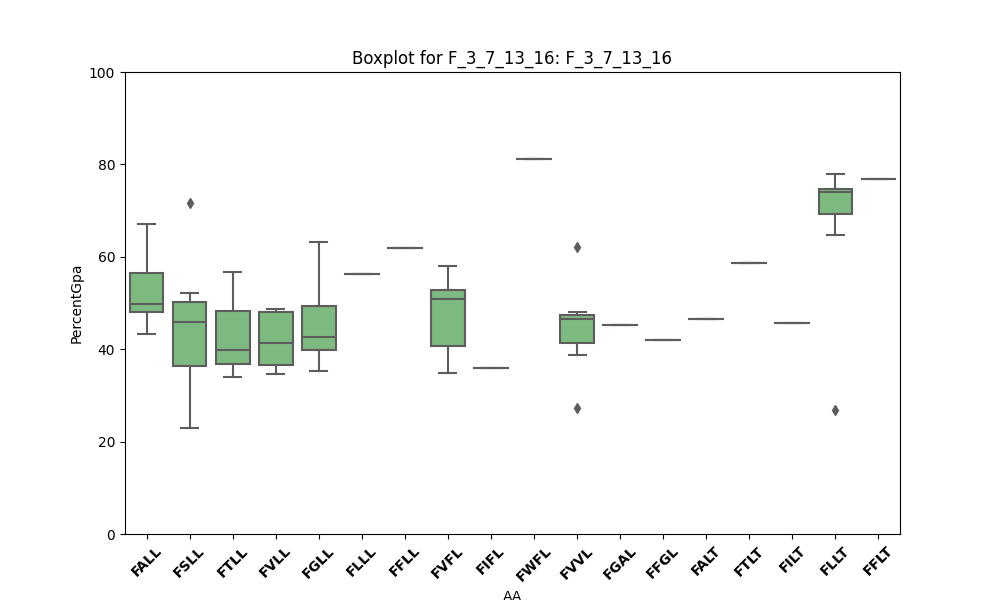 Boxplot for F_3_7_13_16: F_3_7_13_16
100
80
60
40
20
0
PercentGpa
FALL
FSLL
FTLL
FVLL
FGLL
FLLL
FFLL
FVFL
FIFL
FWFL
FVVL
FGAL
FFGL
FALT
FTLT
FILT
FLLT
FFLT
AA